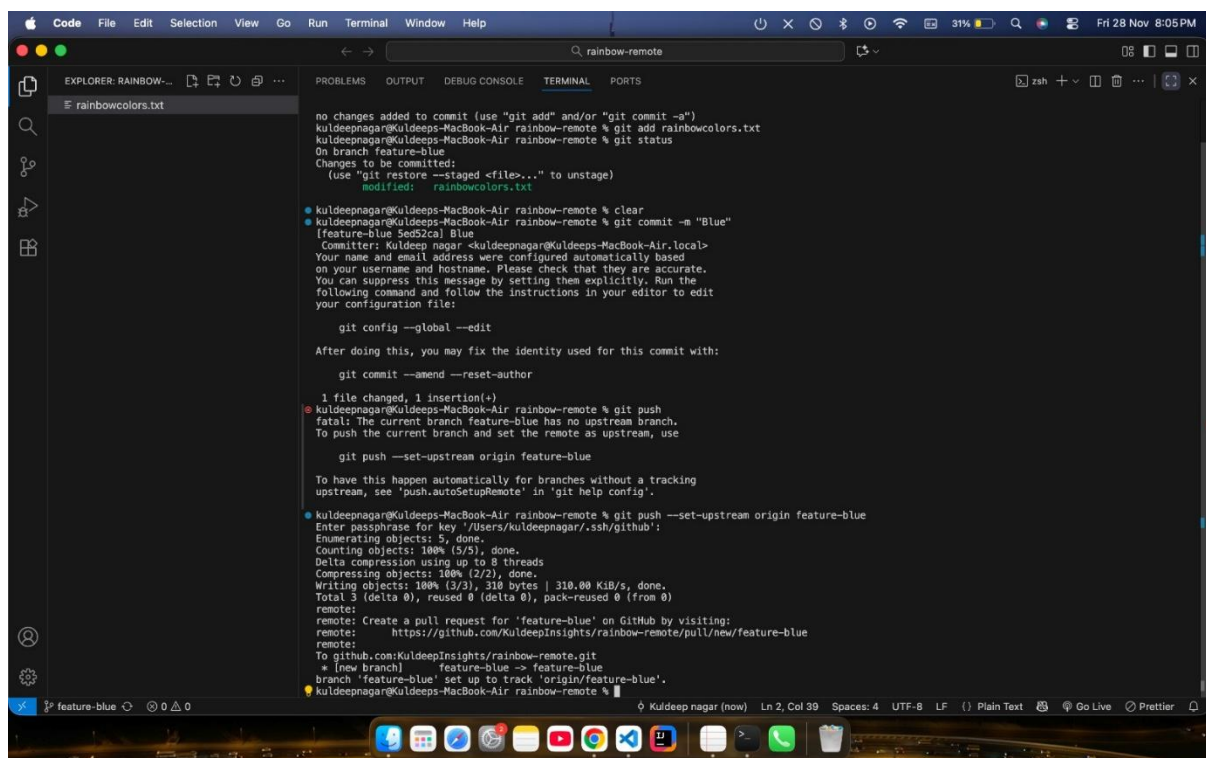 Code File Edit Selection View Go Run Terminal Window Help 31% Fri 28 Nov 8:05 PM
rainbow-remote
EXPLORER: RAINBOW-...
PROBLEMS OUTPUT DEBUG CONSOLE TERMINAL PORTS zsh
rainbowcolors.txt
no changes added to commit (use "git add" and/or "git commit -a")
kuldeepnagar@Kuldeeps-MacBook-Air rainbow-remote % git add rainbowcolors.txt
kuldeepnagar@Kuldeeps-MacBook-Air rainbow-remote % git status
On branch feature-blue
Changes to be committed:
(use "git restore --staged <file>..." to unstage)
modified: rainbowcolors.txt
kuldeepnagar@Kuldeeps-MacBook-Air rainbow-remote % clear
kuldeepnagar@Kuldeeps-MacBook-Air rainbow-remote % git commit -m "Blue"
[feature-blue 5ed52ca] Blue
Committer: Kuldeep nagar <kuldeepnagar@Kuldeeps-MacBook-Air.local>
Your name and email address were configured automatically based
on your username and hostname. Please check that they are accurate.
You can suppress this message by setting them explicitly. Run the
following command and follow the instructions in your editor to edit
your configuration file:
git config --global --edit
After doing this, you may fix the identity used for this commit with:
git commit --amend --reset-author
1 file changed, 1 insertion(+)
kuldeepnagar@Kuldeeps-MacBook-Air rainbow-remote % git push
fatal: The current branch feature-blue has no upstream branch.
To push the current branch and set the remote as upstream, use
git push --set-upstream origin feature-blue
To have this happen automatically for branches without a tracking
upstream, see 'push.autoSetupRemote' in 'git help config'.
kuldeepnagar@Kuldeeps-MacBook-Air rainbow-remote % git push --set-upstream origin feature-blue
Enter passphrase for key '/Users/kuldeepnagar/.ssh/github':
Enumerating objects: 5, done.
Counting objects: 100% (5/5), done.
Delta compression using up to 8 threads
Compressing objects: 100% (2/2), done.
Writing objects: 100% (3/3), 310 bytes | 310.00 KiB/s, done.
Total 3 (delta 0), reused 0 (delta 0), pack-reused 0 (from 0)
remote:
remote: Create a pull request for 'feature-blue' on GitHub by visiting:
remote: https://github.com/KuldeepInsights/rainbow-remote/pull/new/feature-blue
remote:
To github.com:KuldeepInsights/rainbow-remote.git
* [new branch] feature-blue -> feature-blue
branch 'feature-blue' set up to track 'origin/feature-blue'.
kuldeepnagar@Kuldeeps-MacBook-Air rainbow-remote %
feature-blue 0 0 Kuldeep nagar (now) Ln 2, Col 39 Spaces: 4 UTF-8 LF {} Plain Text Go Live Prettier